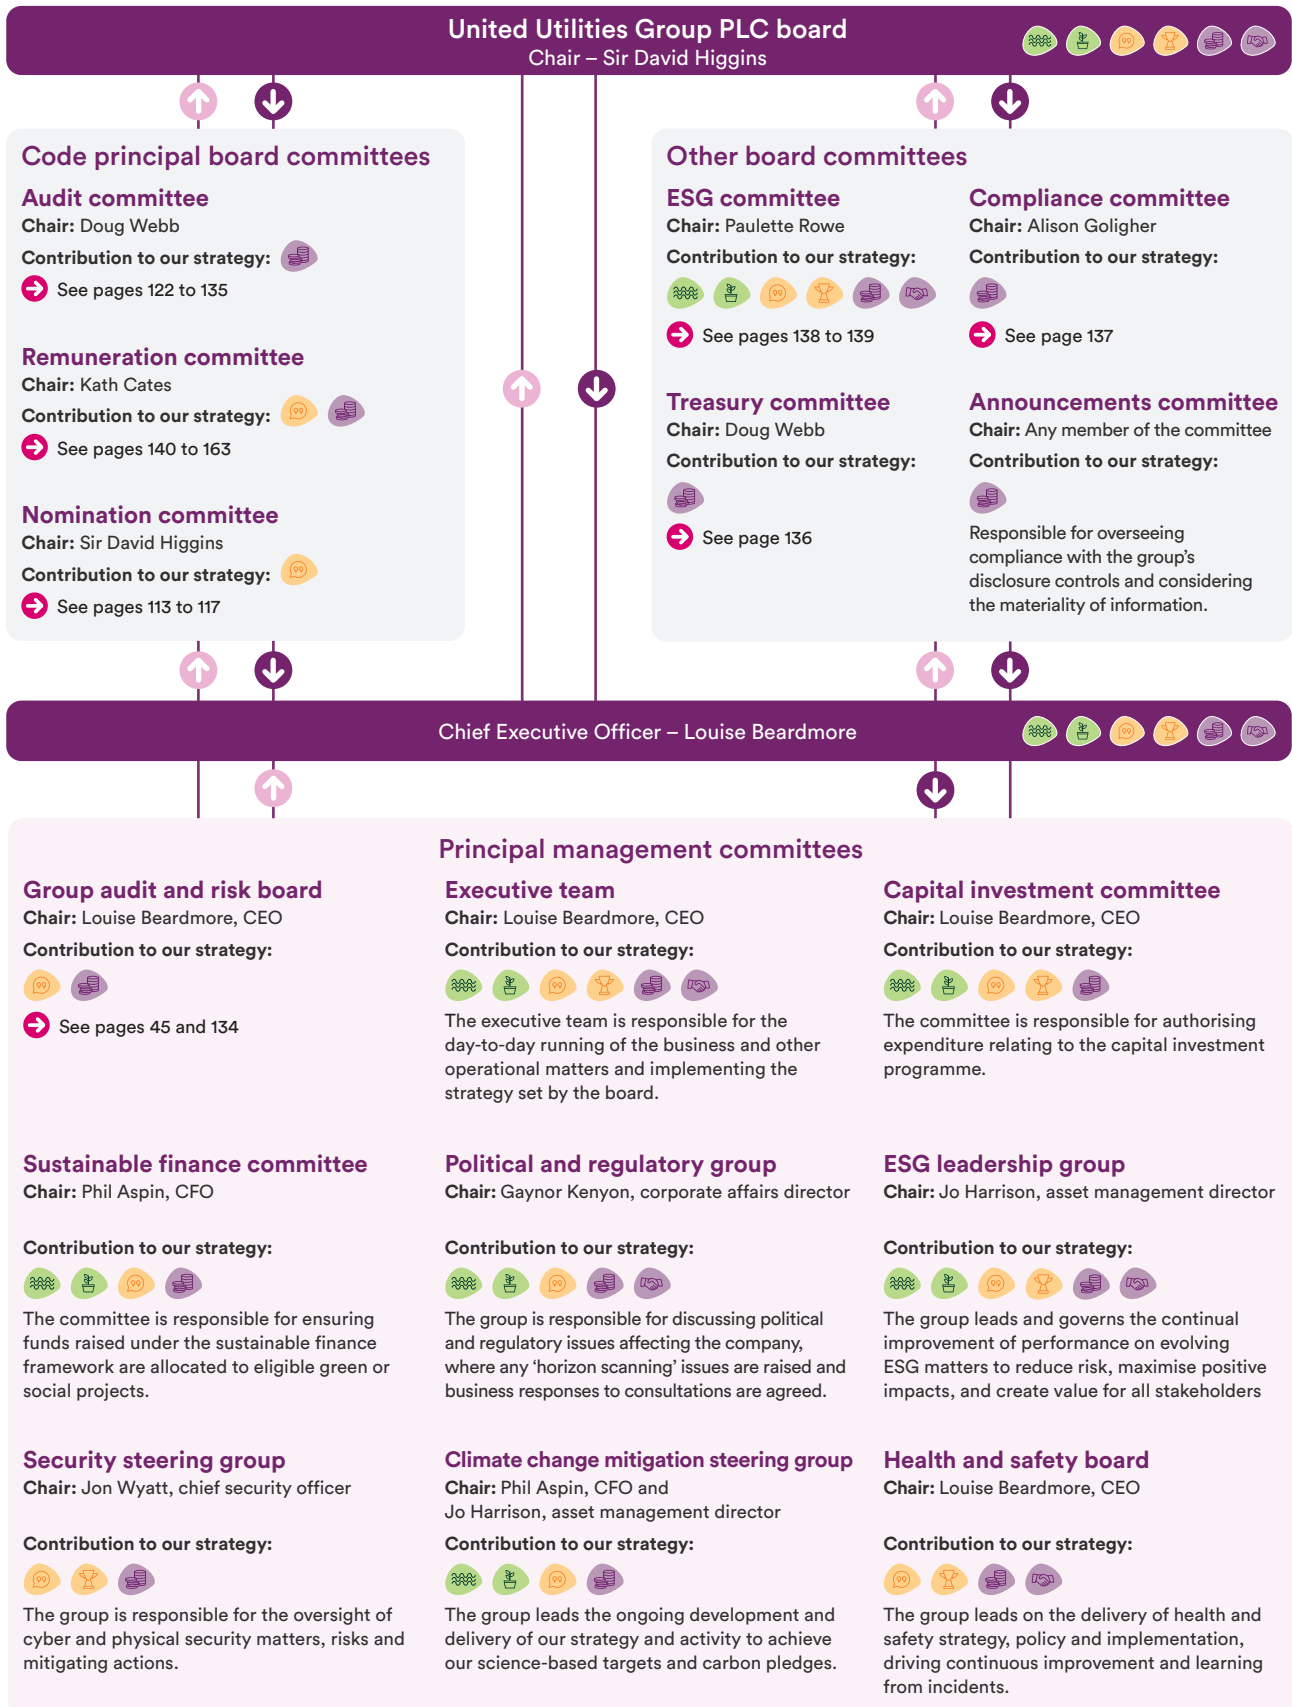 United Utilities Group PLC board
Chair – Sir David Higgins
Code principal board committees
Audit committee
Chair: Doug Webb
Contribution to our strategy:
See pages 122 to 135
Remuneration committee
Chair: Kath Cates
Contribution to our strategy:
See pages 140 to 163
Nomination committee
Chair: Sir David Higgins
Contribution to our strategy:
See pages 113 to 117
Other board committees
ESG committee
Chair: Paulette Rowe
Contribution to our strategy:
See pages 138 to 139
Compliance committee
Chair: Alison Goligher
Contribution to our strategy:
See page 137
Treasury committee
Chair: Doug Webb
Contribution to our strategy:
See page 136
Announcements committee
Chair: Any member of the committee
Contribution to our strategy:
Responsible for overseeing
compliance with the group's
disclosure controls and considering
the materiality of information.
Chief Executive Officer – Louise Beardmore
Principal management committees
Group audit and risk board
Chair: Louise Beardmore, CEO
Contribution to our strategy:
See pages 45 and 134
Executive team
Chair: Louise Beardmore, CEO
Contribution to our strategy:
The executive team is responsible for the
day-to-day running of the business and other
operational matters and implementing the
strategy set by the board.
Capital investment committee
Chair: Louise Beardmore, CEO
Contribution to our strategy:
The committee is responsible for authorising
expenditure relating to the capital investment
programme.
Sustainable finance committee
Chair: Phil Aspin, CFO
Contribution to our strategy:
The committee is responsible for ensuring
funds raised under the sustainable finance
framework are allocated to eligible green or
social projects.
Political and regulatory group
Chair: Gaynor Kenyon, corporate affairs director
Contribution to our strategy:
The group is responsible for discussing political
and regulatory issues affecting the company,
where any 'horizon scanning' issues are raised and
business responses to consultations are agreed.
ESG leadership group
Chair: Jo Harrison, asset management director
Contribution to our strategy:
The group leads and governs the continual
improvement of performance on evolving
ESG matters to reduce risk, maximise positive
impacts, and create value for all stakeholders
Security steering group
Chair: Jon Wyatt, chief security officer
Contribution to our strategy:
The group is responsible for the oversight of
cyber and physical security matters, risks and
mitigating actions.
Climate change mitigation steering group
Chair: Phil Aspin, CFO and
Jo Harrison, asset management director
Contribution to our strategy:
The group leads the ongoing development and
delivery of our strategy and activity to achieve
our science-based targets and carbon pledges.
Health and safety board
Chair: Louise Beardmore, CEO
Contribution to our strategy:
The group leads on the delivery of health and
safety strategy, policy and implementation,
driving continuous improvement and learning
from incidents.